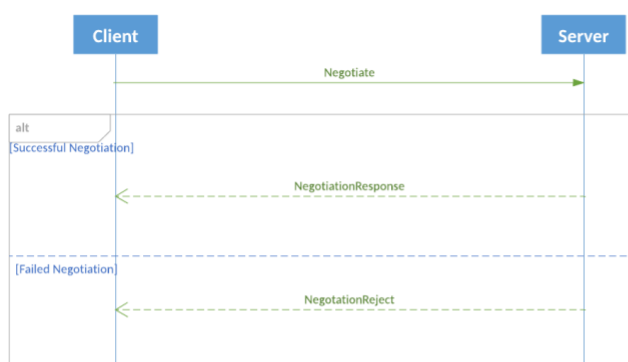 Client
Server
Negotiate
alt
[Successful Negotiation]
NegotiationResponse
[Failed Negotiation]
NegotationReject